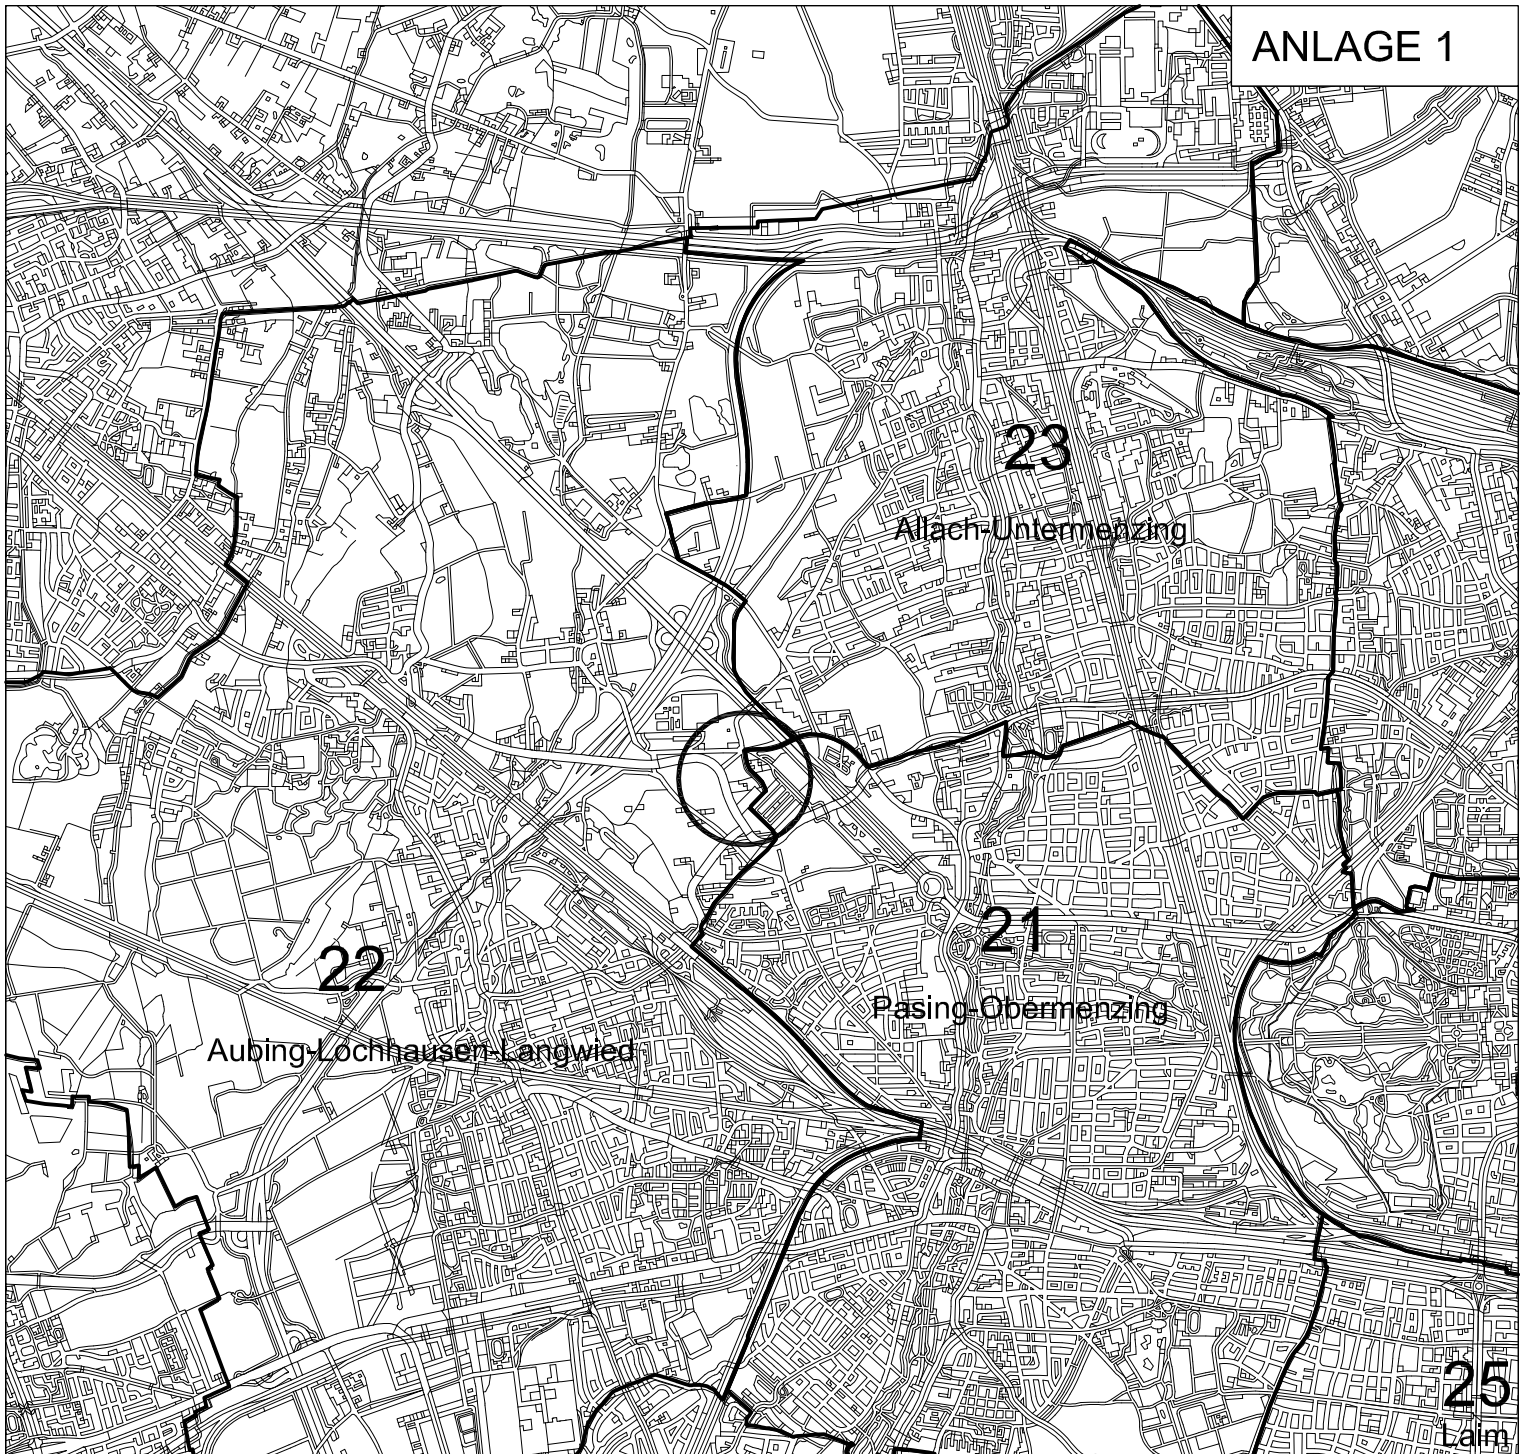 ANLAGE 1
23
Allach-Untermenzing
21
22
Pasing-Obermenzing
Aubing-Lochhausen-Langwied
25
Laim